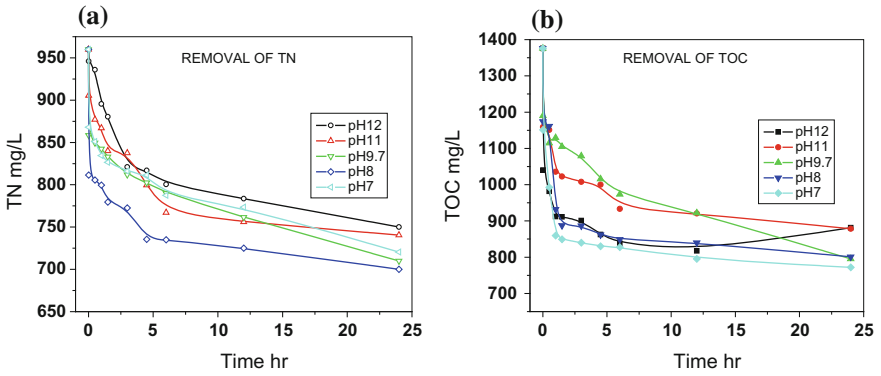 (a)
REMOVAL OF TN
950
900
850
800
750
700
650
TN mg/L
pH12
pH11
pH9.7
pH8
pH7
0
5
10
15
20
25
Time hr
(b)
REMOVAL OF TOC
1400
1300
1200
1100
1000
900
800
700
TOC mg/L
pH12
pH11
pH9.7
pH8
pH7
0
5
10
15
20
25
Time hr